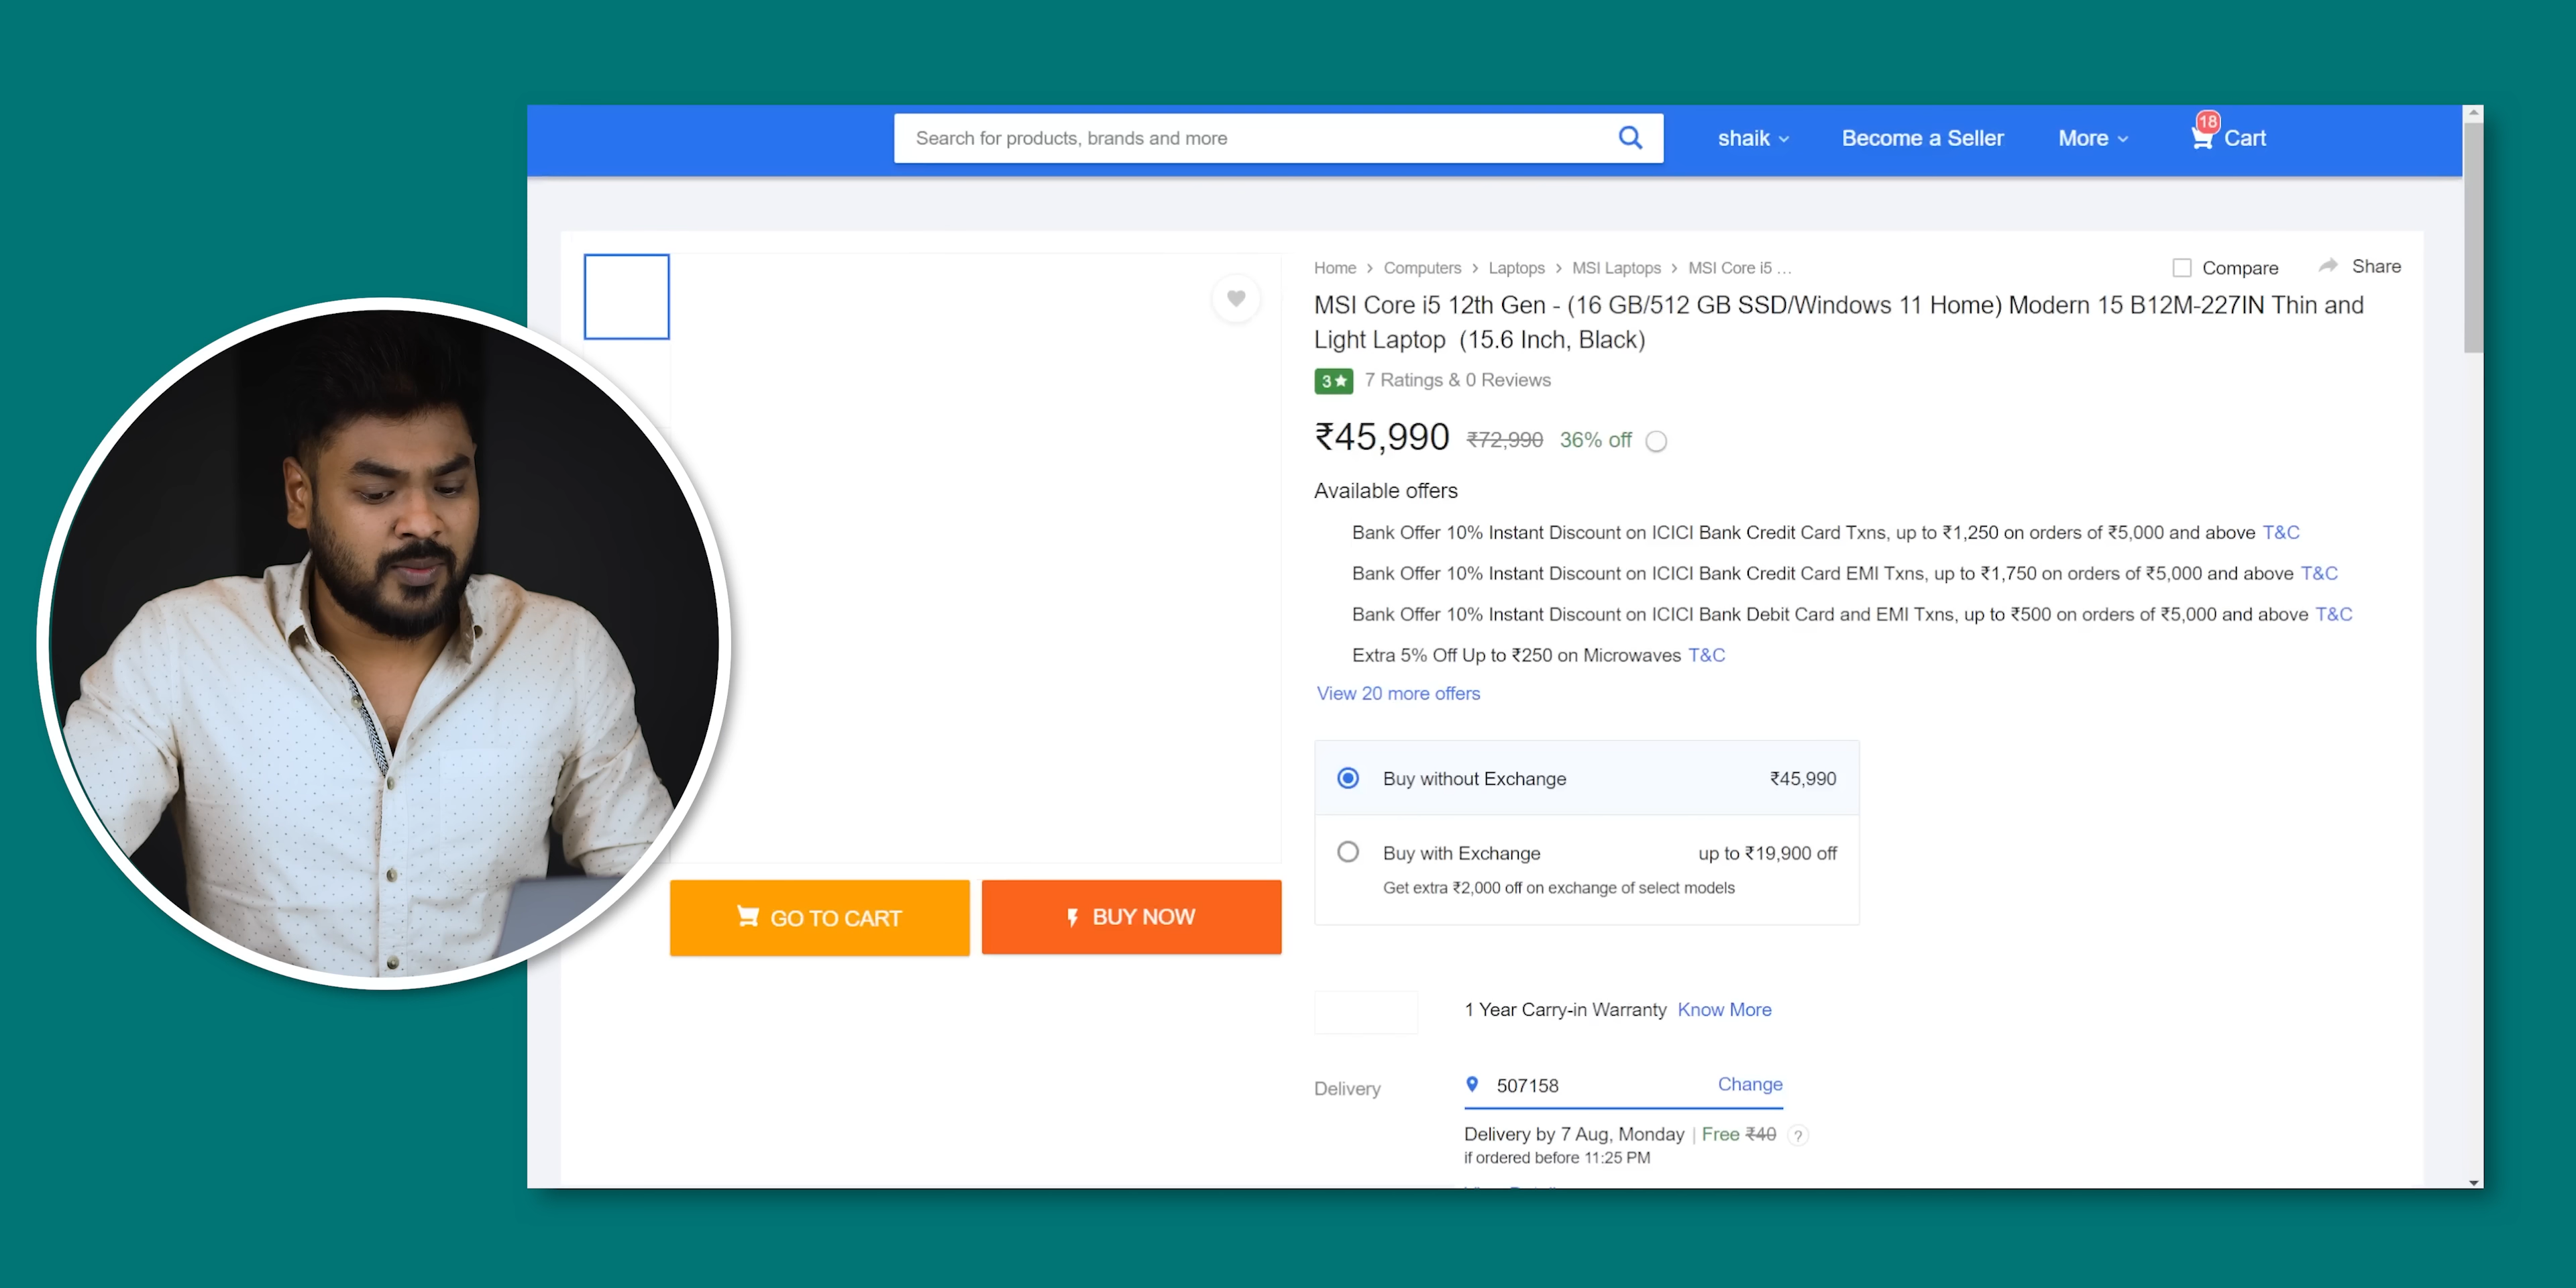 Search for products, brands and more
shaik
Become a Seller
More
18
Cart
Home > Computers > Laptops > MSI Laptops > MSI Core i5 ...
Compare
Share
MSI Core i5 12th Gen - (16 GB/512 GB SSD/Windows 11 Home) Modern 15 B12M-227IN Thin and
Light Laptop (15.6 Inch, Black)
3★ 7 Ratings & 0 Reviews
₹45,990 ₹72,990 36% off
Available offers
Bank Offer 10% Instant Discount on ICICI Bank Credit Card Txns, up to ₹1,250 on orders of ₹5,000 and above T&C
Bank Offer 10% Instant Discount on ICICI Bank Credit Card EMI Txns, up to ₹1,750 on orders of ₹5,000 and above T&C
Bank Offer 10% Instant Discount on ICICI Bank Debit Card and EMI Txns, up to ₹500 on orders of ₹5,000 and above T&C
Extra 5% Off Up to ₹250 on Microwaves T&C
View 20 more offers
Buy without Exchange ₹45,990
Buy with Exchange up to ₹19,900 off
Get extra ₹2,000 off on exchange of select models
GO TO CART
BUY NOW
1 Year Carry-in Warranty Know More
Delivery
507158
Change
Delivery by 7 Aug, Monday | Free ₹40 ?
if ordered before 11:25 PM